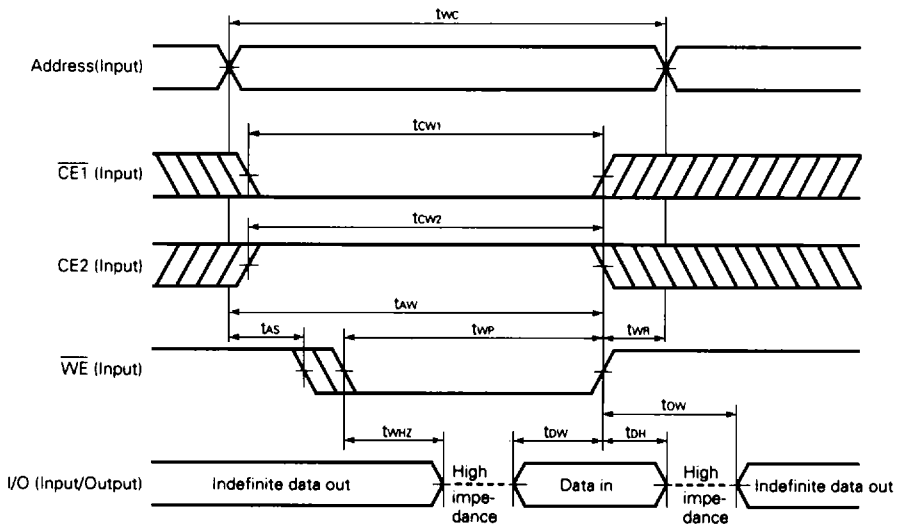 tWC
Address(Input)
tCW1
CE1 (Input)
tCW2
CE2 (Input)
tAW
tAS
tWP
tWR
WE (Input)
tWHZ
tDW
tDH
tOW
I/O (Input/Output)
Indefinite data out
High
impe-
dance
Data in
High
impe-
dance
Indefinite data out